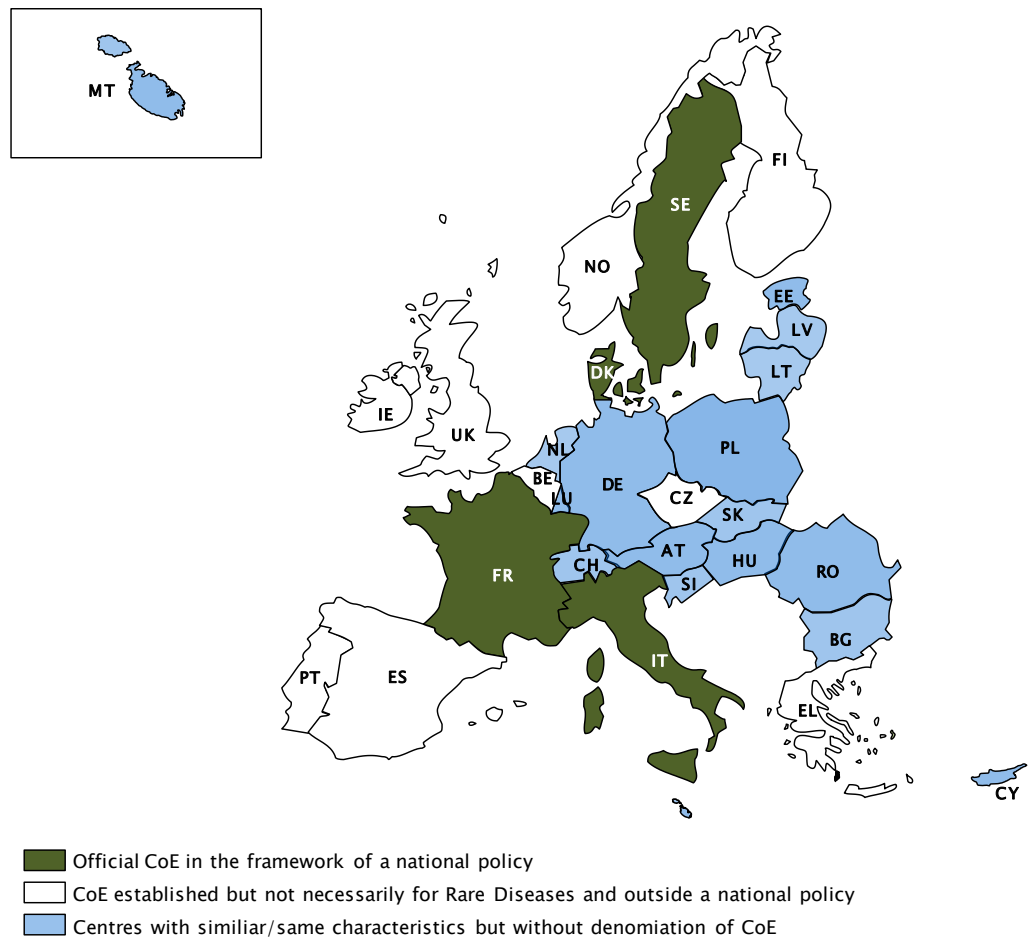 MT
FI
SE
NO
EE
LV
LT
DK
IE
UK
NL
PL
BE
DE
LU
CZ
SK
AT
CH
HU
FR
SI
RO
BG
IT
PT
ES
EL
CY
Official CoE in the framework of a national policy
CoE established but not necessarily for Rare Diseases and outside a national policy
Centres with similiar/same characteristics but without denomiation of CoE